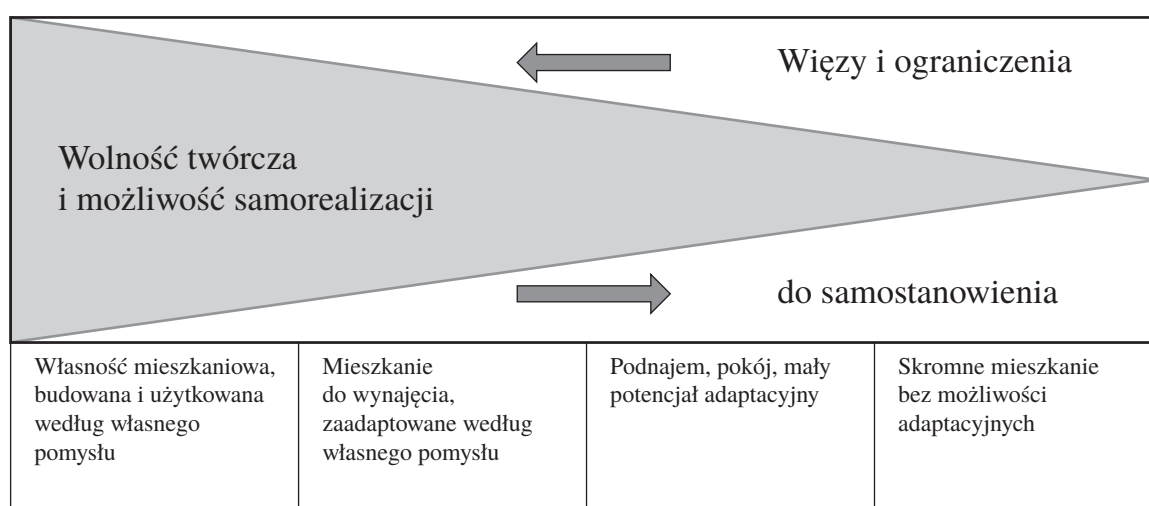 Więzy i ograniczenia
Wolność twórcza
i możliwość samorealizacji
do samostanowienia
Własność mieszkaniowa,
budowana i użytkowana
według własnego
pomysłu
Mieszkanie
do wynajęcia,
zaadaptowane według
własnego pomysłu
Podnajem, pokój, mały
potencjał adaptacyjny
Skromne mieszkanie
bez możliwości
adaptacyjnych